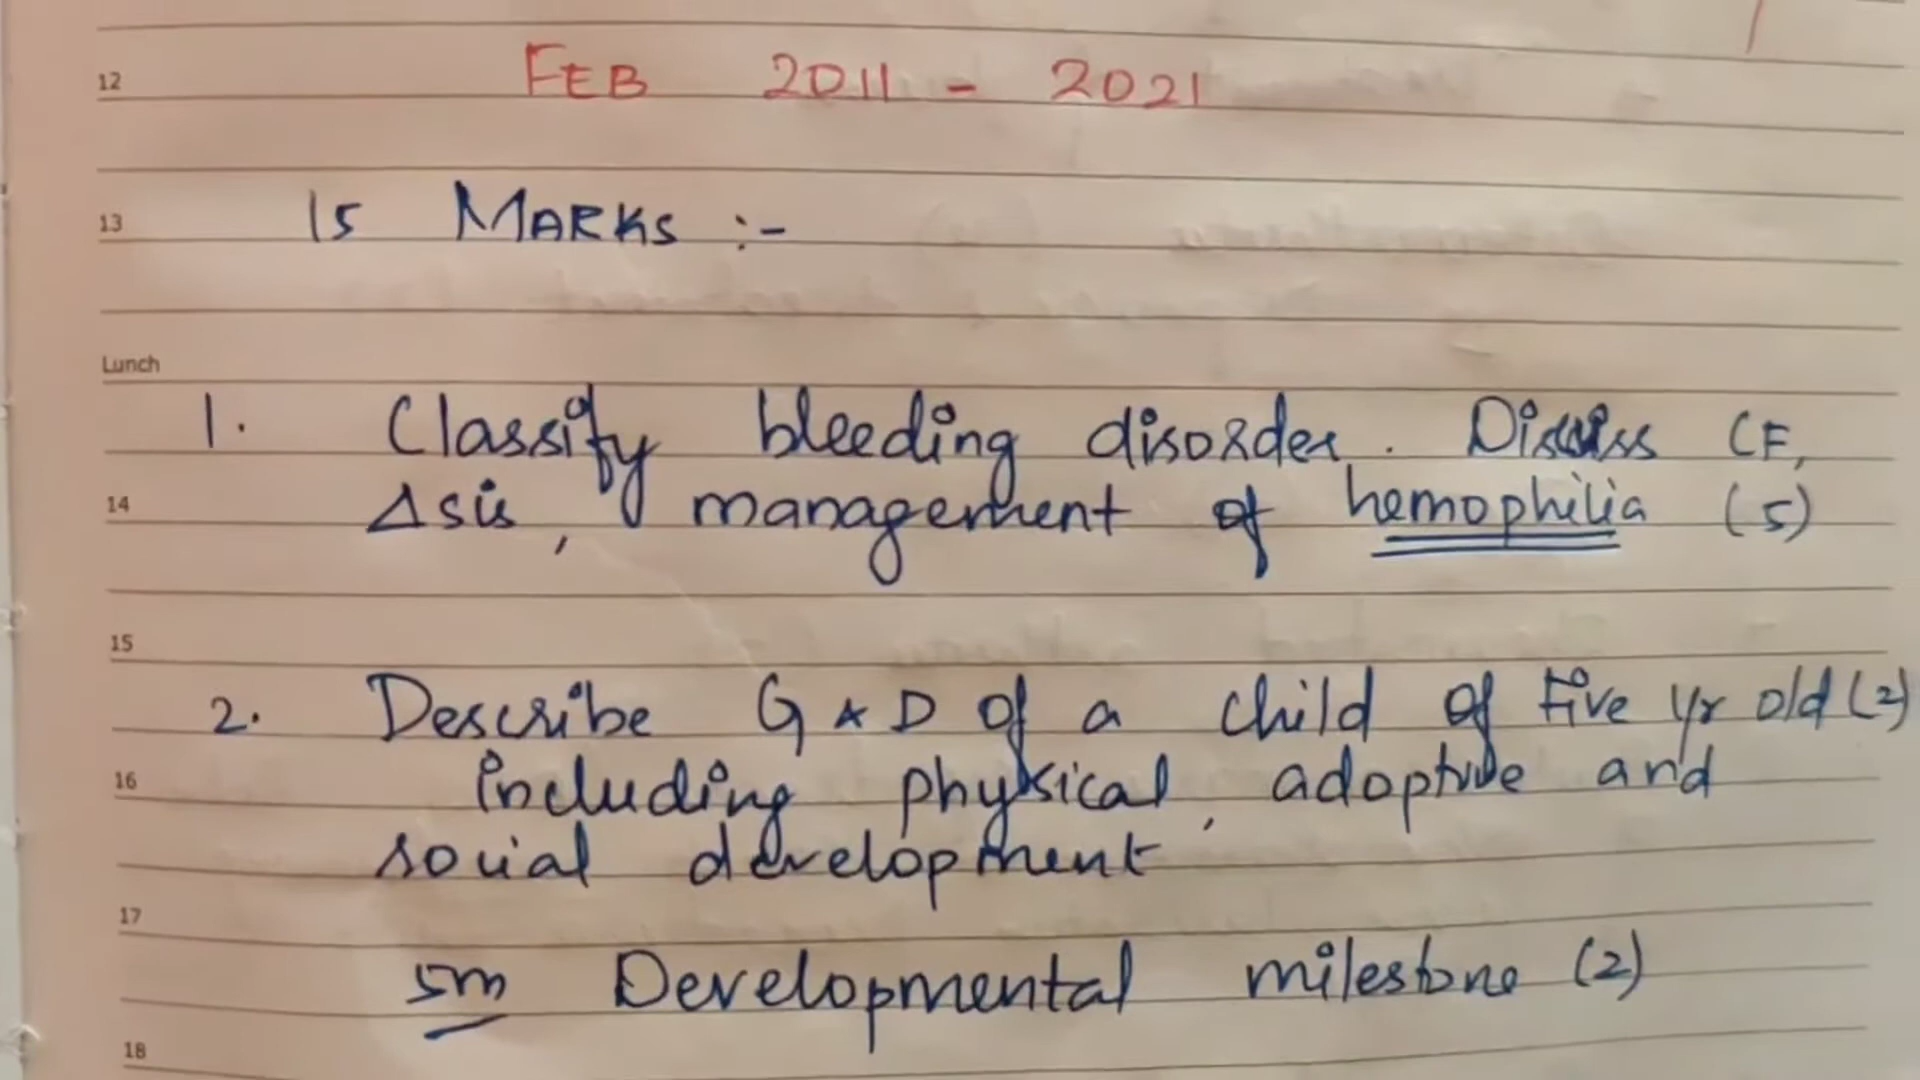 12 FEB 2011 - 2021
13 15 MARKS :-
Lunch
1. Classify bleeding disorder. Discuss CF,
14 Δsis, management of hemophilia (5)
15
2. Describe G & D of a child of five yr old (2)
16 including physical, adoptive and
social development
17
5m Developmental milestone (2)
18